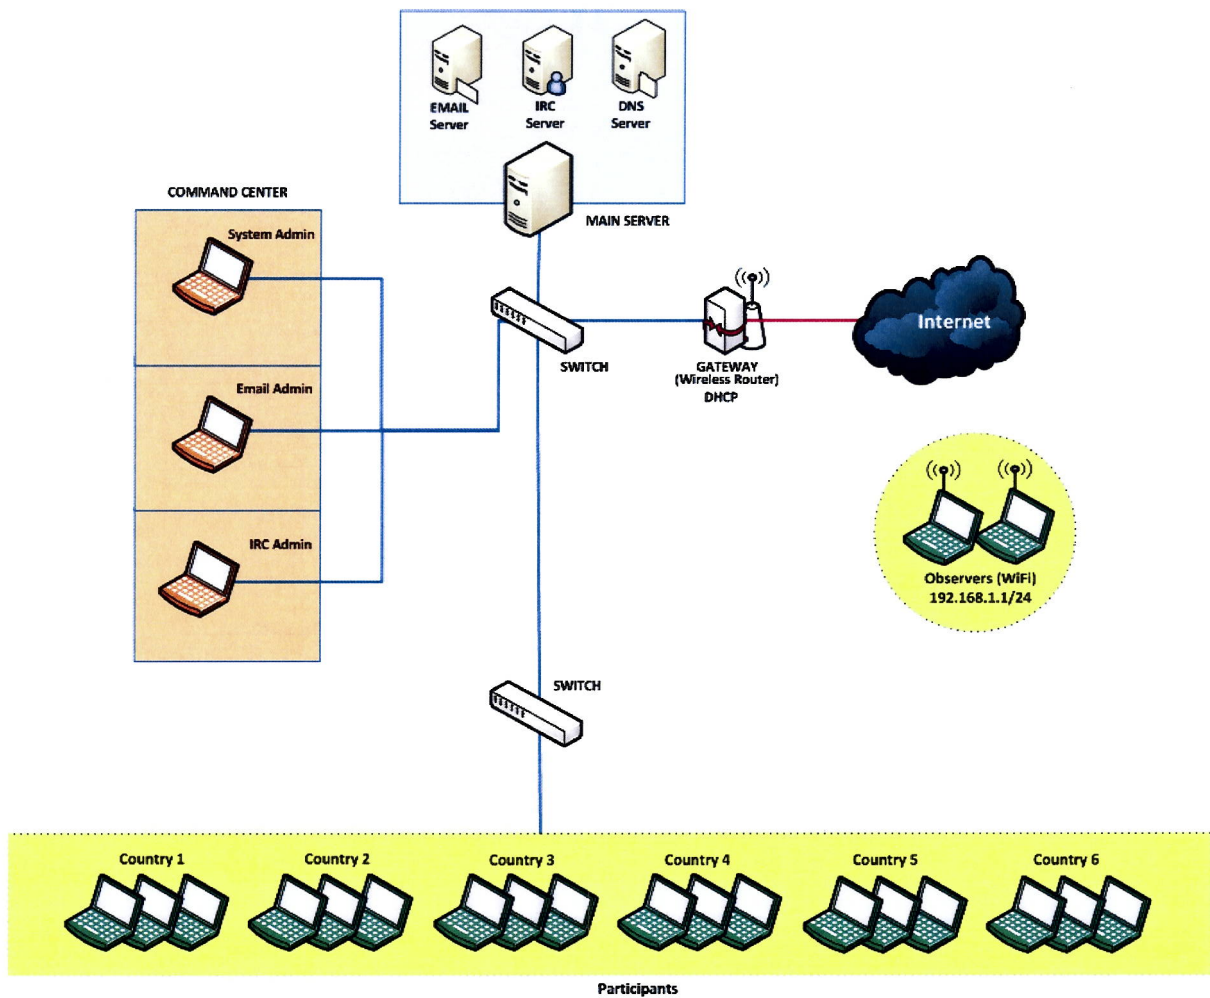 EMAIL
Server
IRC
Server
DNS
Server
MAIN SERVER
COMMAND CENTER
System Admin
Email Admin
IRC Admin
SWITCH
GATEWAY
(Wireless Router)
DHCP
Internet
Observers (WiFi)
192.168.1.1/24
SWITCH
Country 1
Country 2
Country 3
Country 4
Country 5
Country 6
Participants